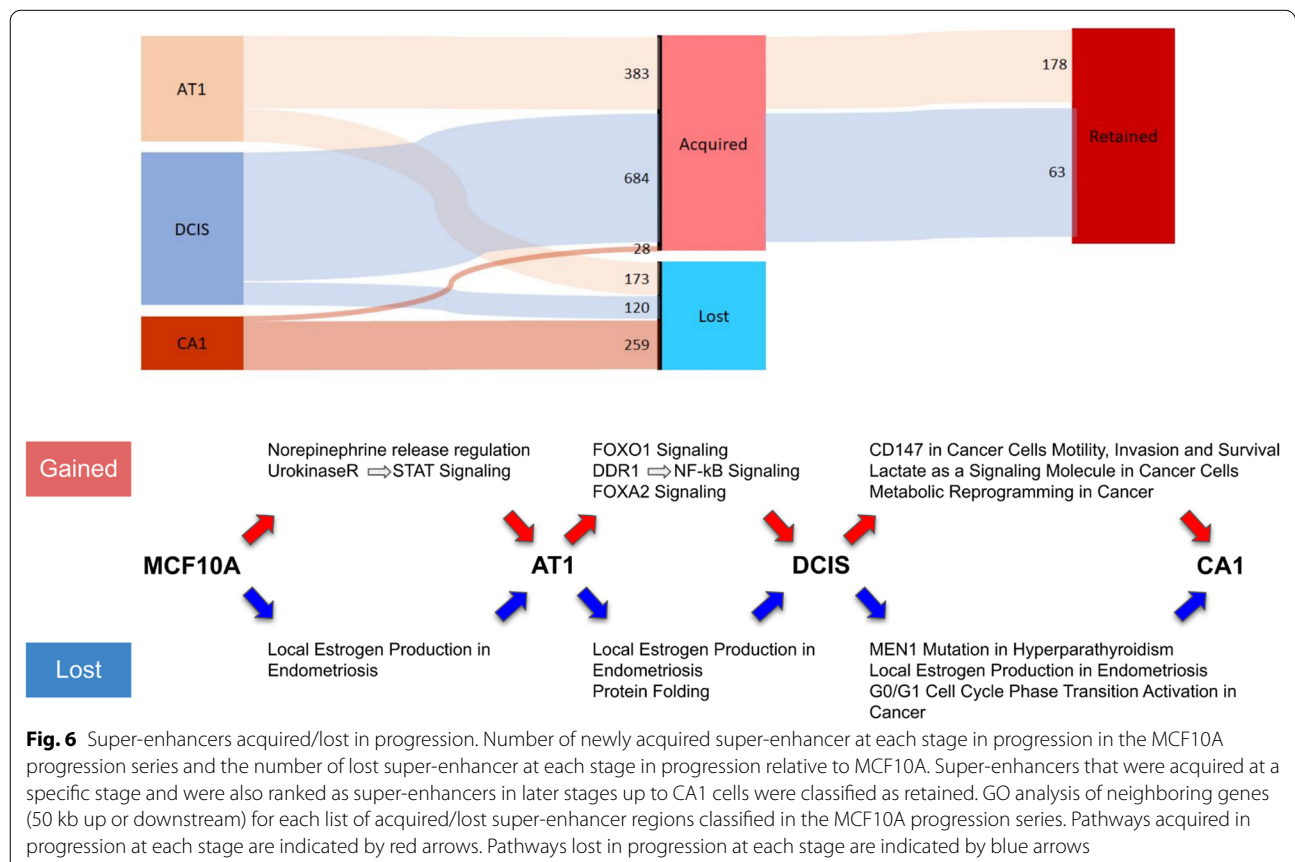 AT1
383
178
Acquired
Retained
DCIS
684
63
28
173
120
Lost
CA1
259
Gained
Norepinephrine release regulation
UrokinaseR ⇨STAT Signaling
FOXO1 Signaling
DDR1 ⇨ NF-kB Signaling
FOXA2 Signaling
CD147 in Cancer Cells Motility, Invasion and Survival
Lactate as a Signaling Molecule in Cancer Cells
Metabolic Reprogramming in Cancer
MCF10A AT1 DCIS CA1
Lost
Local Estrogen Production in
Endometriosis
Local Estrogen Production in
Endometriosis
Protein Folding
MEN1 Mutation in Hyperparathyroidism
Local Estrogen Production in Endometriosis
G0/G1 Cell Cycle Phase Transition Activation in
Cancer
Fig. 6 Super-enhancers acquired/lost in progression. Number of newly acquired super-enhancer at each stage in progression in the MCF10A
progression series and the number of lost super-enhancer at each stage in progression relative to MCF10A. Super-enhancers that were acquired at a
specific stage and were also ranked as super-enhancers in later stages up to CA1 cells were classified as retained. GO analysis of neighboring genes
(50 kb up or downstream) for each list of acquired/lost super-enhancer regions classified in the MCF10A progression series. Pathways acquired in
progression at each stage are indicated by red arrows. Pathways lost in progression at each stage are indicated by blue arrows